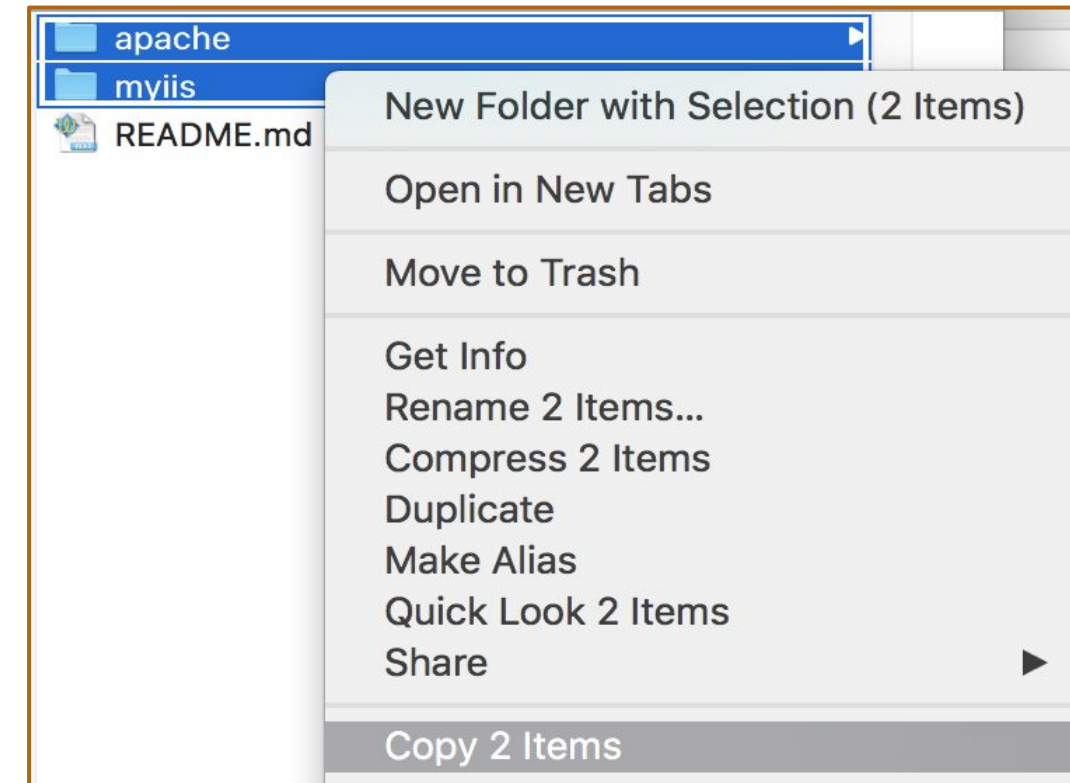 apache
myiis
README.md
New Folder with Selection (2 Items)
Open in New Tabs
Move to Trash
Get Info
Rename 2 Items...
Compress 2 Items
Duplicate
Make Alias
Quick Look 2 Items
Share
Copy 2 Items